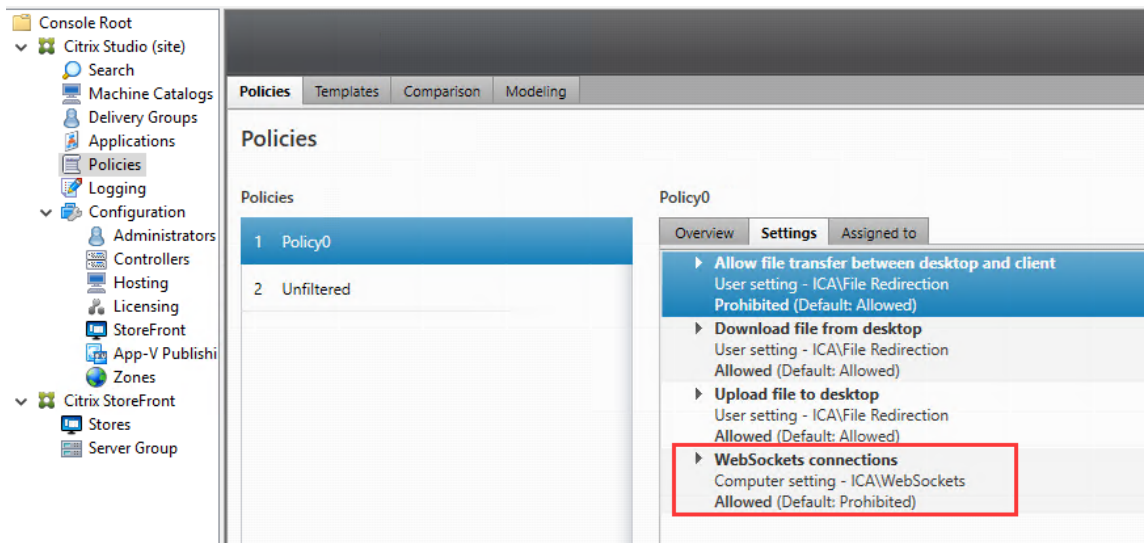 Console Root
Citrix Studio (site)
Search
Machine Catalogs
Delivery Groups
Applications
Policies
Logging
Configuration
Administrators
Controllers
Hosting
Licensing
StoreFront
App-V Publishi
Zones
Citrix StoreFront
Stores
Server Group
Policies Templates Comparison Modeling
Policies
Policies
1 Policy0
2 Unfiltered
Policy0
Overview Settings Assigned to
Allow file transfer between desktop and client
User setting - ICA\File Redirection
Prohibited (Default: Allowed)
Download file from desktop
User setting - ICA\File Redirection
Allowed (Default: Allowed)
Upload file to desktop
User setting - ICA\File Redirection
Allowed (Default: Allowed)
WebSockets connections
Computer setting - ICA\WebSockets
Allowed (Default: Prohibited)